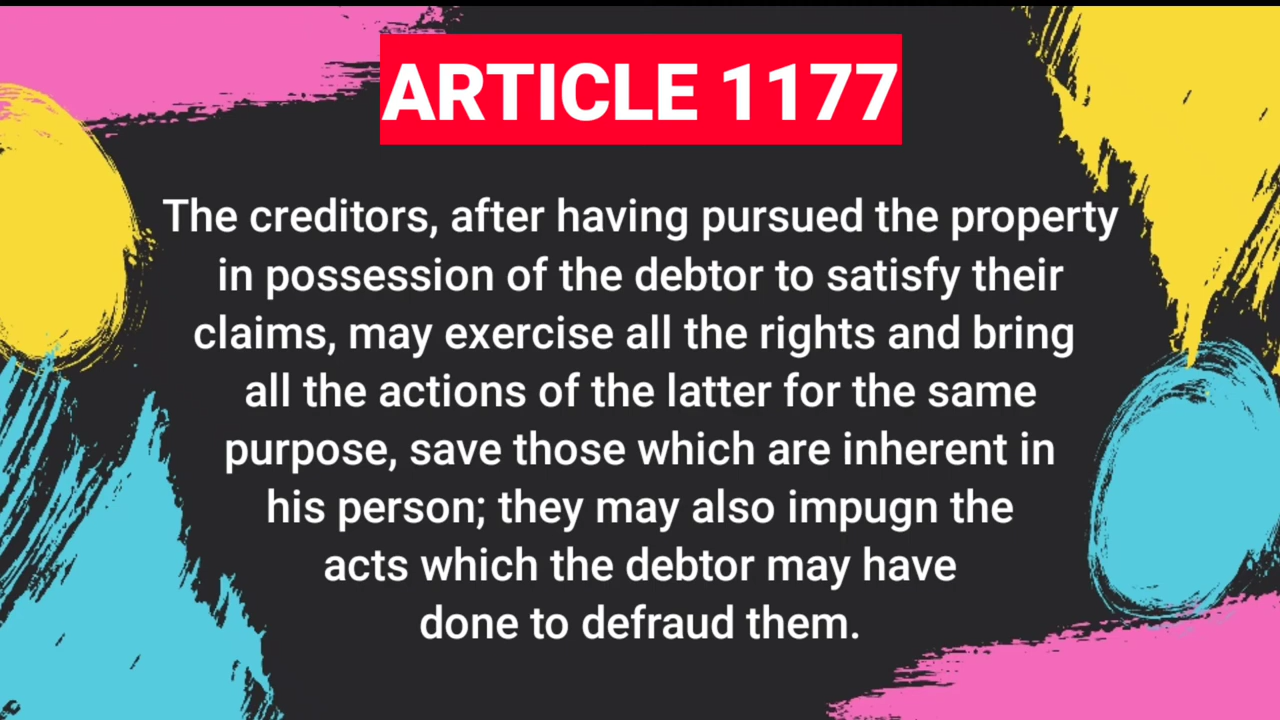 ARTICLE 1177
The creditors, after having pursued the property
in possession of the debtor to satisfy their
claims, may exercise all the rights and bring
all the actions of the latter for the same
purpose, save those which are inherent in
his person; they may also impugn the
acts which the debtor may have
done to defraud them.